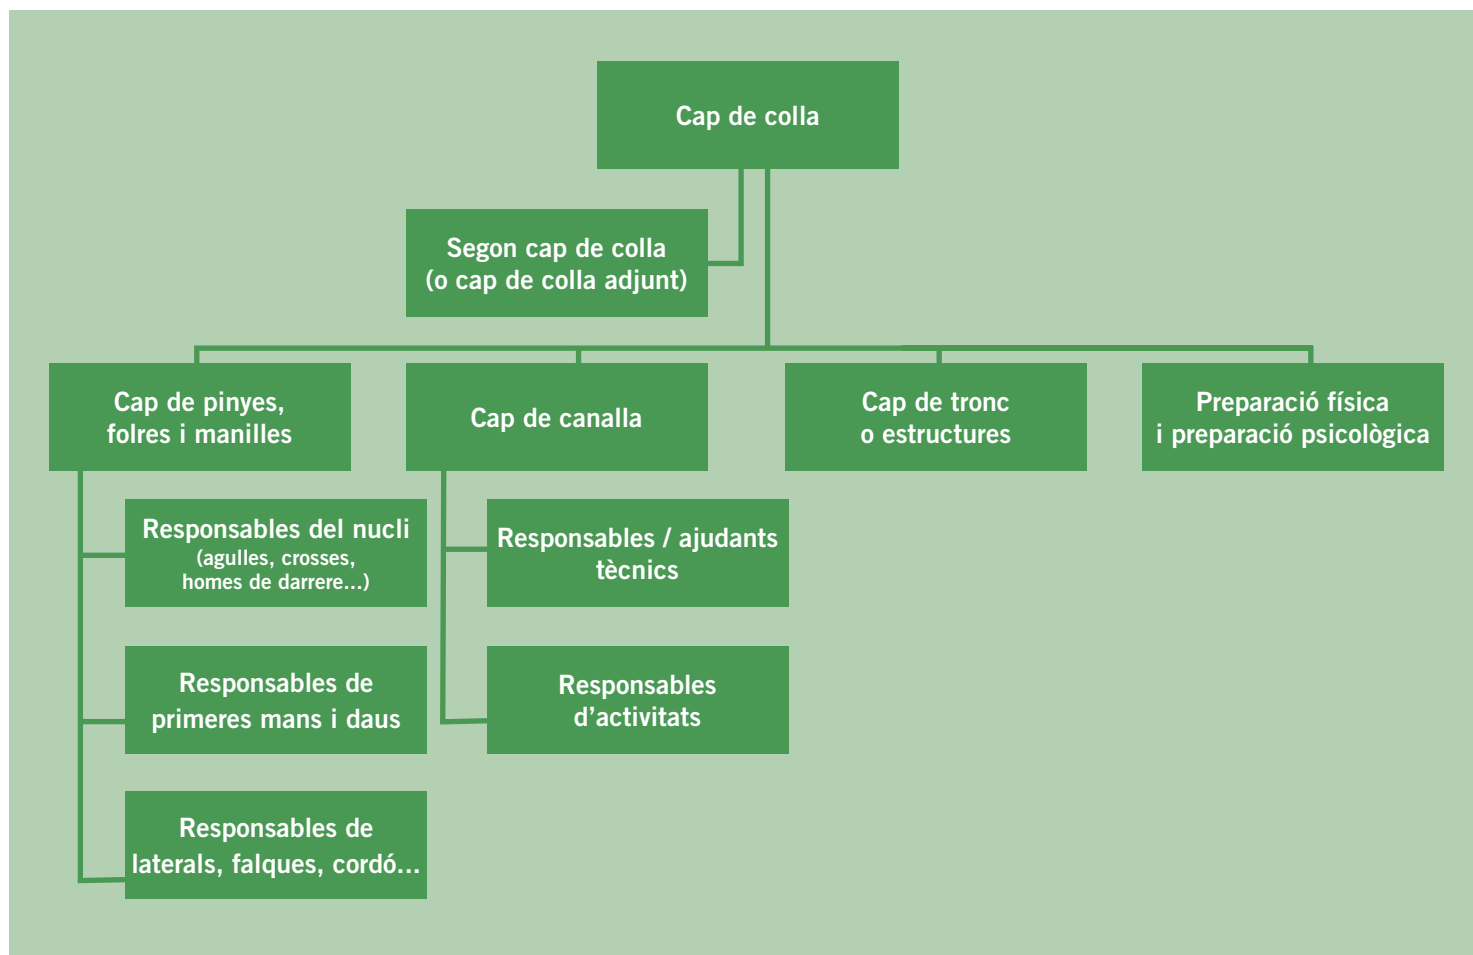 Cap de colla
Segon cap de colla
(o cap de colla adjunt)
Cap de pinyes,
folres i manilles
Cap de canalla
Cap de tronc
o estructures
Preparació física
i preparació psicològica
Responsables del nucli
(agulles, crosses,
homes de darrere...)
Responsables / ajudants
tècnics
Responsables de
primeres mans i daus
Responsables
d’activitats
Responsables de
laterals, falques, cordó...